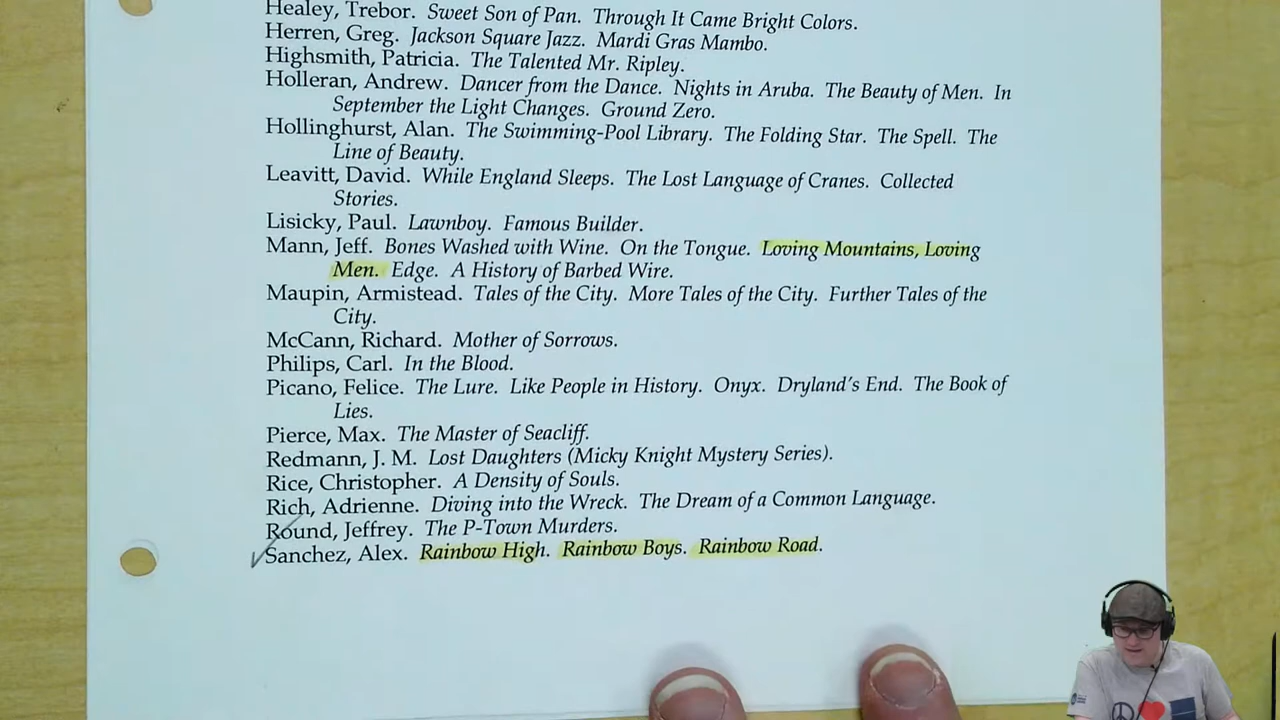 Healey, Trebor. Sweet Son of Pan. Through It Came Bright Colors.
Herren, Greg. Jackson Square Jazz. Mardi Gras Mambo.
Highsmith, Patricia. The Talented Mr. Ripley.
Holleran, Andrew. Dancer from the Dance. Nights in Aruba. The Beauty of Men. In
September the Light Changes. Ground Zero.
Hollinghurst, Alan. The Swimming-Pool Library. The Folding Star. The Spell. The
Line of Beauty.
Leavitt, David. While England Sleeps. The Lost Language of Cranes. Collected
Stories.
Lisicky, Paul. Lawnboy. Famous Builder.
Mann, Jeff. Bones Washed with Wine. On the Tongue. Loving Mountains, Loving
Men. Edge. A History of Barbed Wire.
Maupin, Armistead. Tales of the City. More Tales of the City. Further Tales of the
City.
McCann, Richard. Mother of Sorrows.
Philips, Carl. In the Blood.
Picano, Felice. The Lure. Like People in History. Onyx. Dryland's End. The Book of
Lies.
Pierce, Max. The Master of Seacliff.
Redmann, J. M. Lost Daughters (Micky Knight Mystery Series).
Rice, Christopher. A Density of Souls.
Rich, Adrienne. Diving into the Wreck. The Dream of a Common Language.
Round, Jeffrey. The P-Town Murders.
Sanchez, Alex. Rainbow High. Rainbow Boys. Rainbow Road.